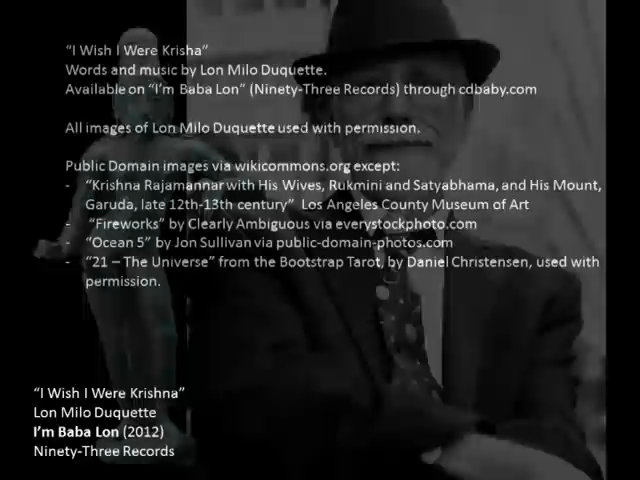 “I Wish I Were Krisha”
Words and music by Lon Milo Duquette.
Available on “I’m Baba Lon” (Ninety-Three Records) through cdbaby.com
All images of Lon Milo Duquette used with permission.
Public Domain images via wikicommons.org except:
- “Krishna Rajamannar with His Wives, Rukmini and Satyabhama, and His Mount,
Garuda, late 12th-13th century” Los Angeles County Museum of Art
- “Fireworks” by Clearly Ambiguous via everystockphoto.com
- “Ocean 5” by Jon Sullivan via public-domain-photos.com
- “21 – The Universe” from the Bootstrap Tarot, by Daniel Christensen, used with
permission.
“I Wish I Were Krishna”
Lon Milo Duquette
I’m Baba Lon (2012)
Ninety-Three Records